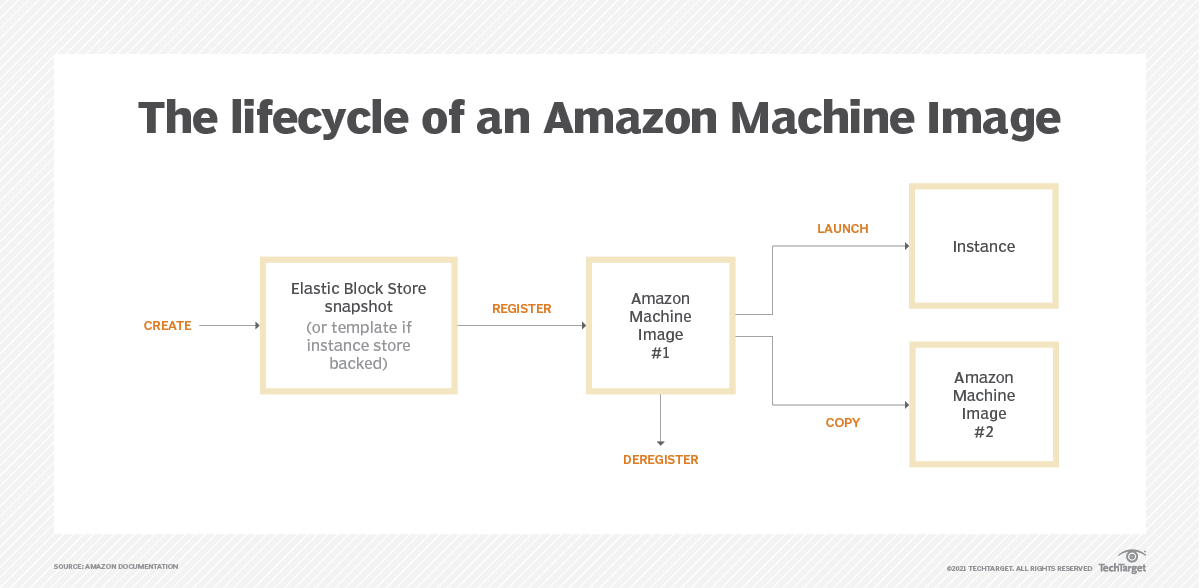 The lifecycle of an Amazon Machine Image
CREATE
Elastic Block Store
snapshot
(or template if
instance store
backed)
REGISTER
Amazon
Machine
Image
#1
DEREGISTER
LAUNCH
Instance
COPY
Amazon
Machine
Image
#2
SOURCE: AMAZON DOCUMENTATION
©2021 TECHTARGET. ALL RIGHTS RESERVED
TechTarget